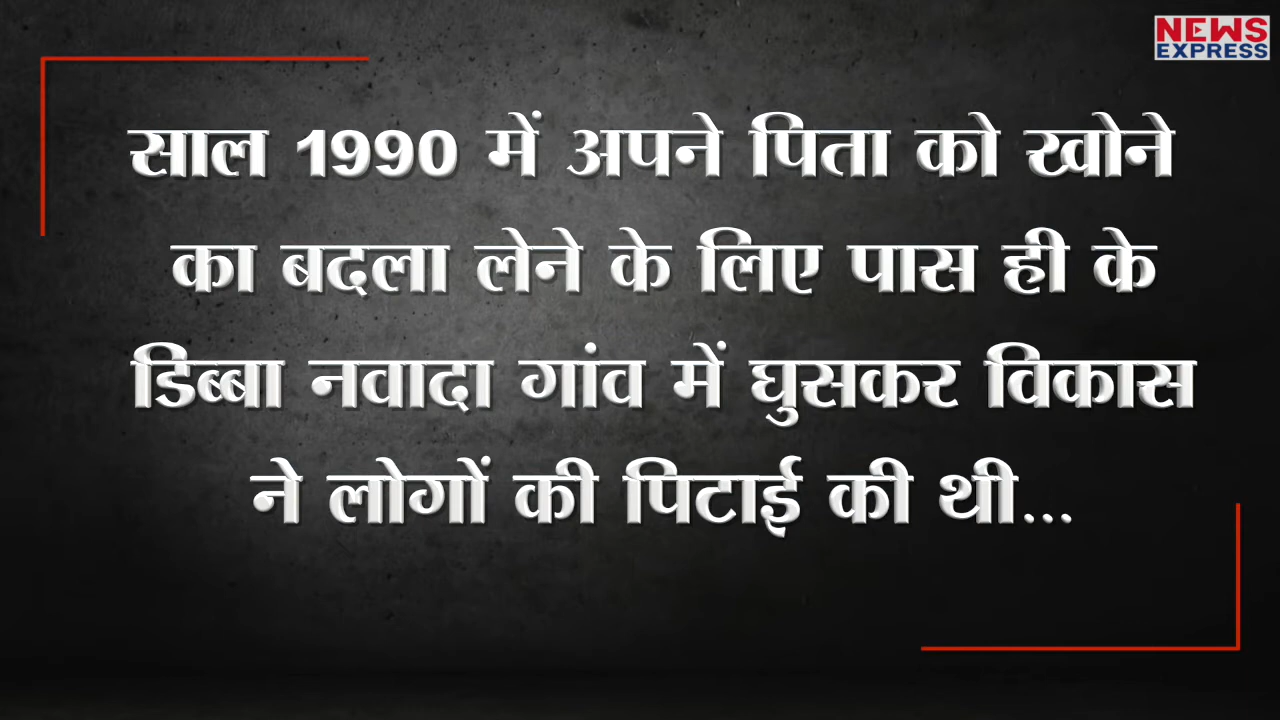 NEWS
EXPRESS
साल 1990 में अपने पिता को खोने
का बदला लेने के लिए पास ही के
डिब्बा नवादा गांव में घुसकर विकास
ने लोगों की पिटाई की थी...